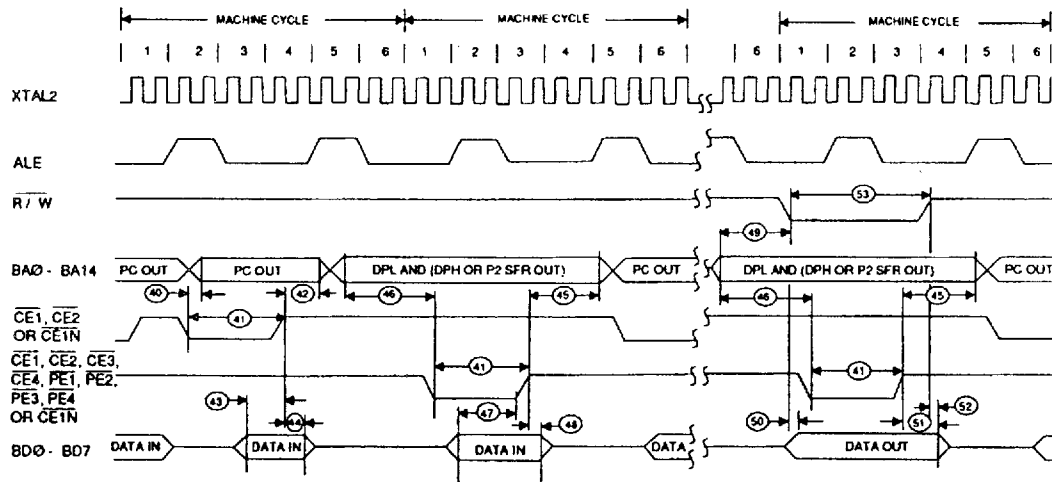 MACHINE CYCLE MACHINE CYCLE MACHINE CYCLE
1 2 3 4 5 6 1 2 3 4 5 6 6 1 2 3 4 5 6
XTAL2
ALE
R / W 53
49
BAØ - BA14 PC OUT PC OUT DPL AND (DPH OR P2 SFR OUT) PC OUT DPL AND (DPH OR P2 SFR OUT) PC OUT
40 42 46 45 46 45
CE1, CE2
OR CE1N 41
CE1, CE2, CE3,
CE4, PE1, PE2, 41 41
PE3, PE4 43 47 52
OR CE1N 44 48 50 51
BDØ - BD7 DATA IN DATA IN DATA IN DATA DATA OUT